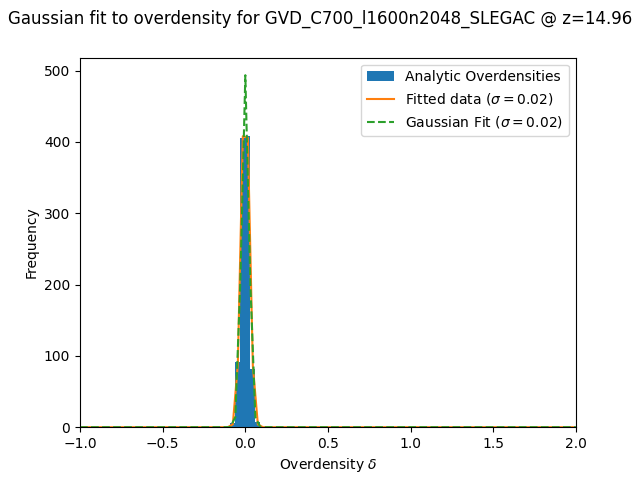 Gaussian fit to overdensity for GVD_C700_l1600n2048_SLEGAC @ z=14.96
Analytic Overdensities
Fitted data (σ = 0.02)
Gaussian Fit (σ = 0.02)
Frequency
500
400
300
200
100
0
−1.0 −0.5 0.0 0.5 1.0 1.5 2.0
Overdensity δ